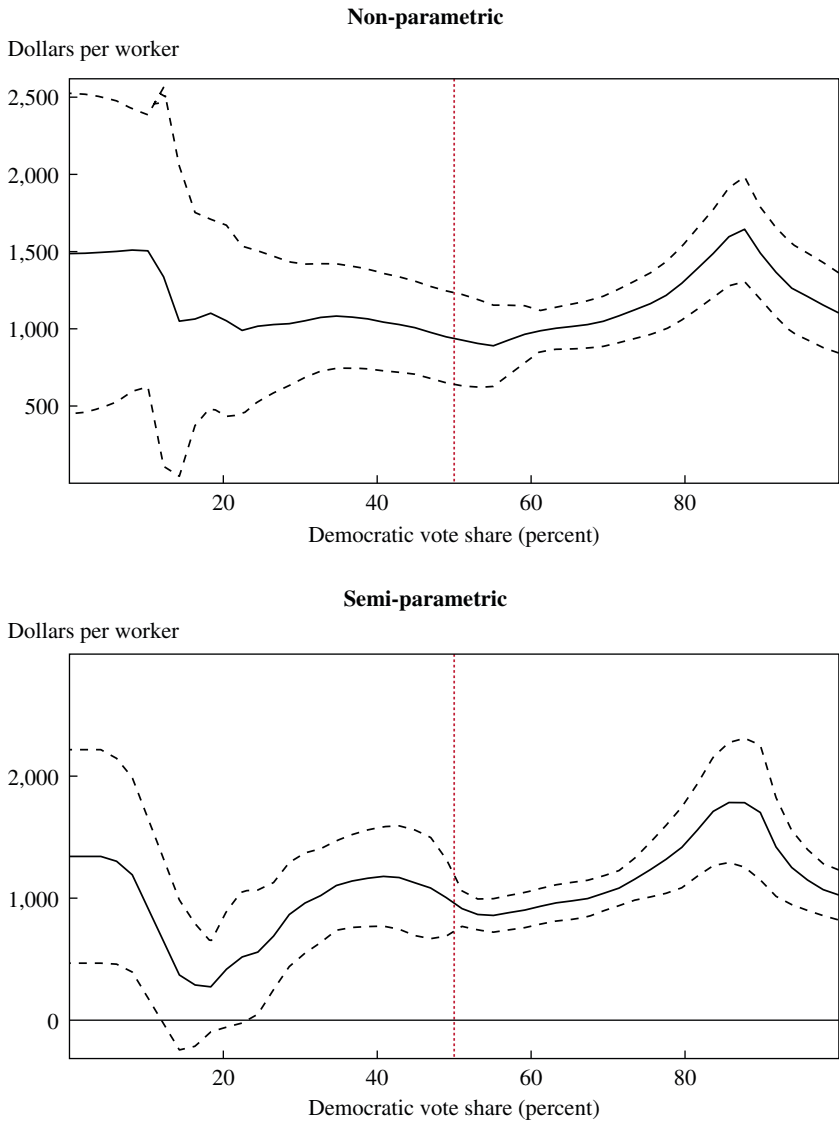 Non-parametric
Dollars per worker
2,500
2,000
1,500
1,000
500
20 40 60 80
Democratic vote share (percent)
Semi-parametric
Dollars per worker
2,000
1,000
0
20 40 60 80
Democratic vote share (percent)